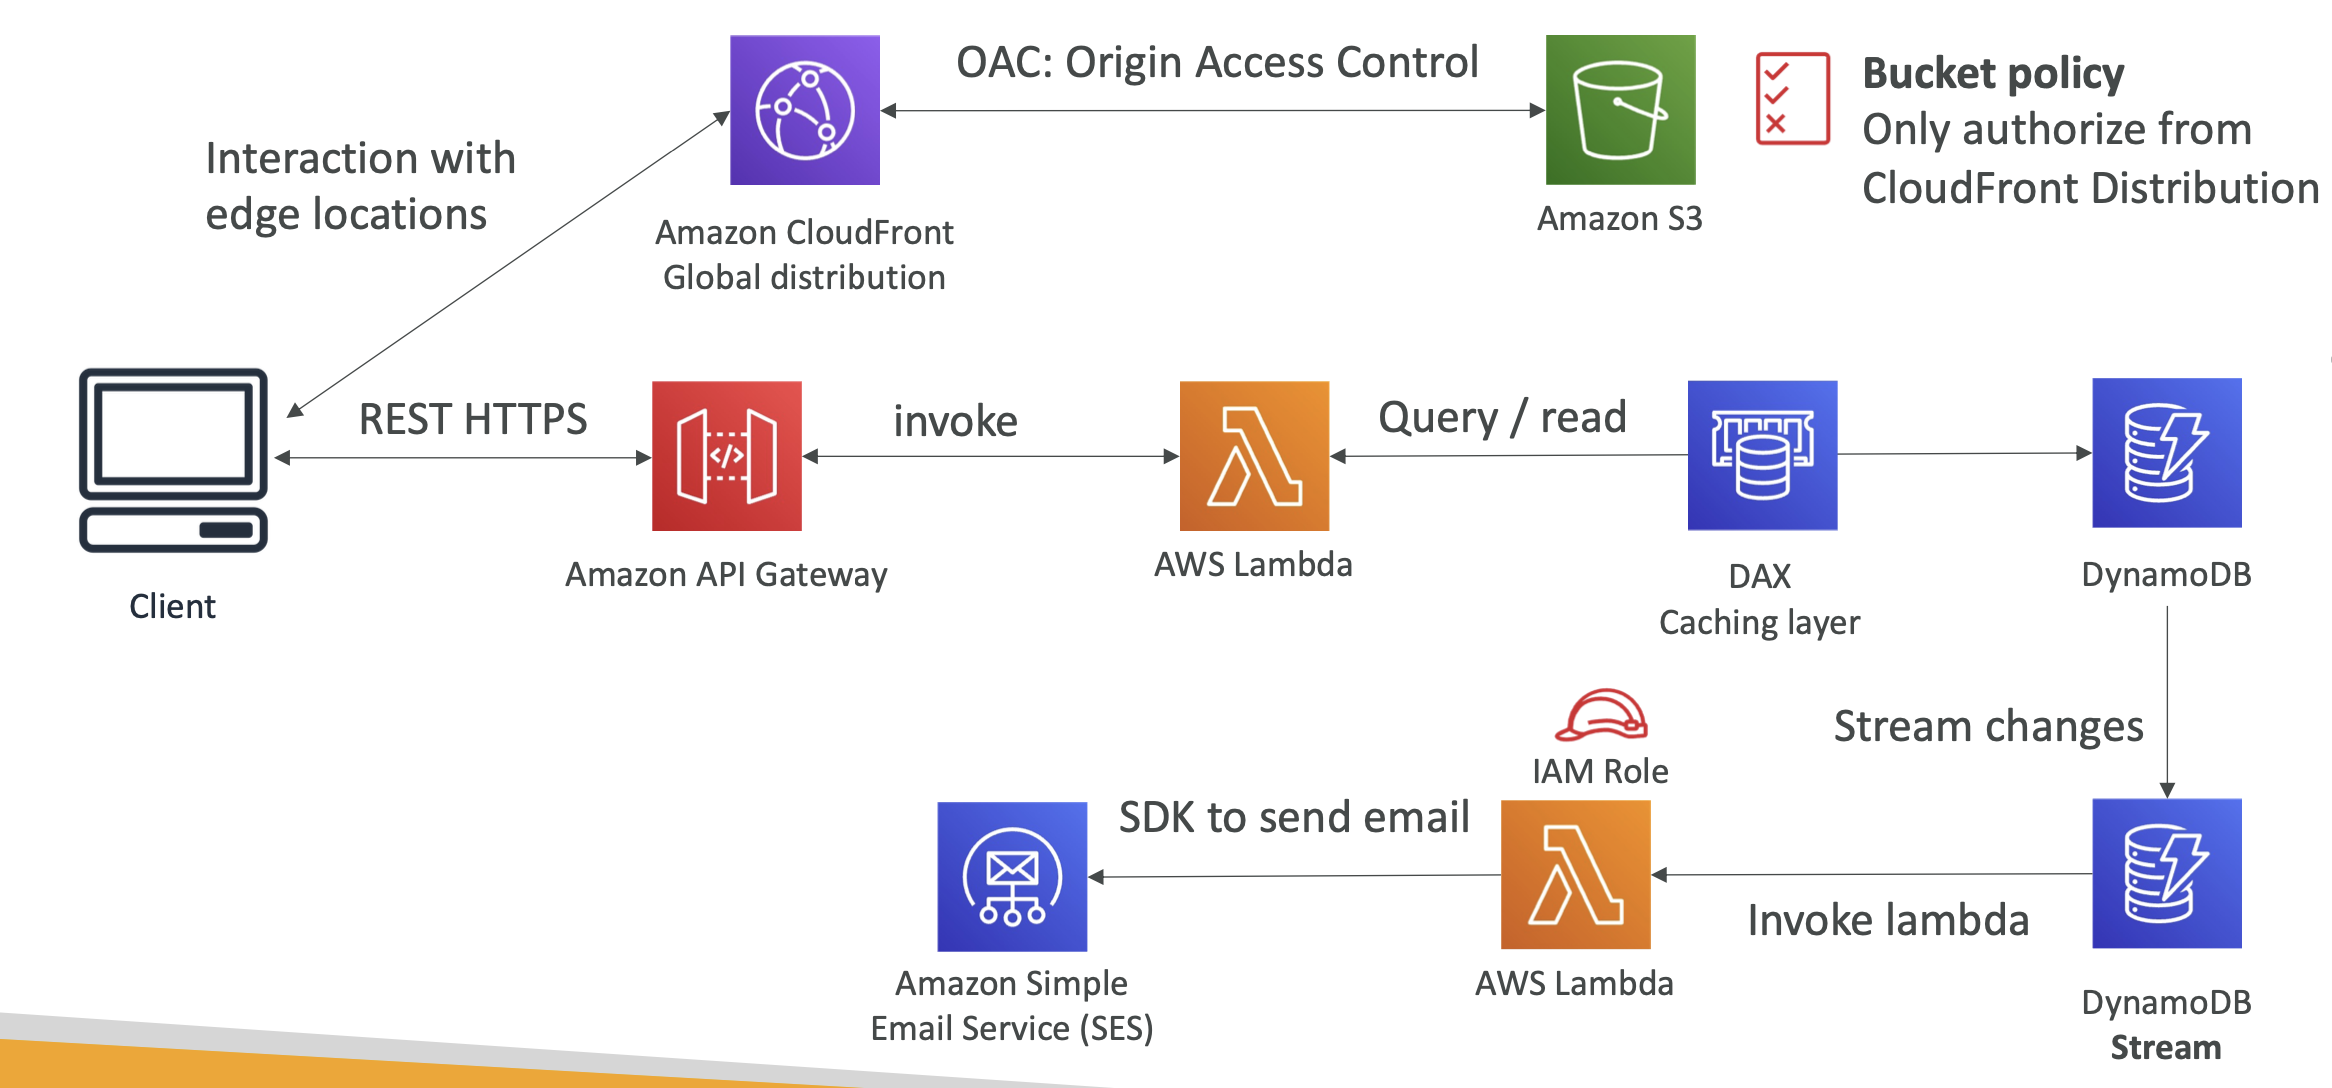 OAC: Origin Access Control
Bucket policy
Only authorize from
CloudFront Distribution
Interaction with
edge locations
Amazon CloudFront
Global distribution
Amazon S3
REST HTTPS
invoke
Query / read
</>
Client
Amazon API Gateway
AWS Lambda
DAX
Caching layer
DynamoDB
Stream changes
IAM Role
SDK to send email
Invoke lambda
Amazon Simple
Email Service (SES)
AWS Lambda
DynamoDB
Stream